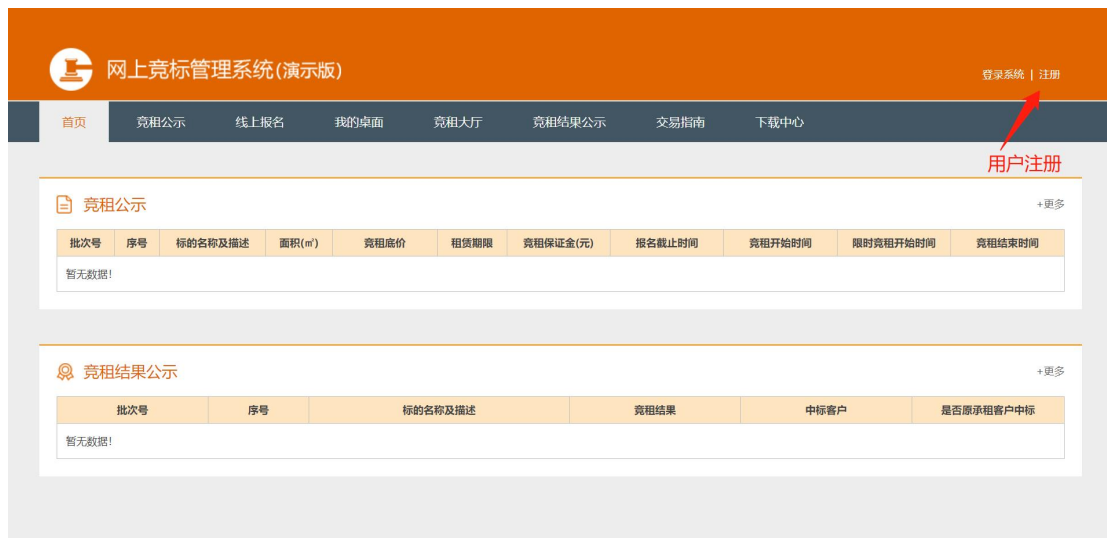 网上竞标管理系统(演示版)
登录系统 | 注册
首页 竞租公示 线上报名 我的桌面 竞租大厅 竞租结果公示 交易指南 下载中心
用户注册
竞租公示 +更多
批次号 序号 标的名称及描述 面积(㎡) 竞租底价 租赁期限 竞租保证金(元) 报名截止时间 竞租开始时间 限时竞租开始时间 竞租结束时间
暂无数据!
竞租结果公示 +更多
批次号 序号 标的名称及描述 竞租结果 中标客户 是否原承租客户中标
暂无数据!